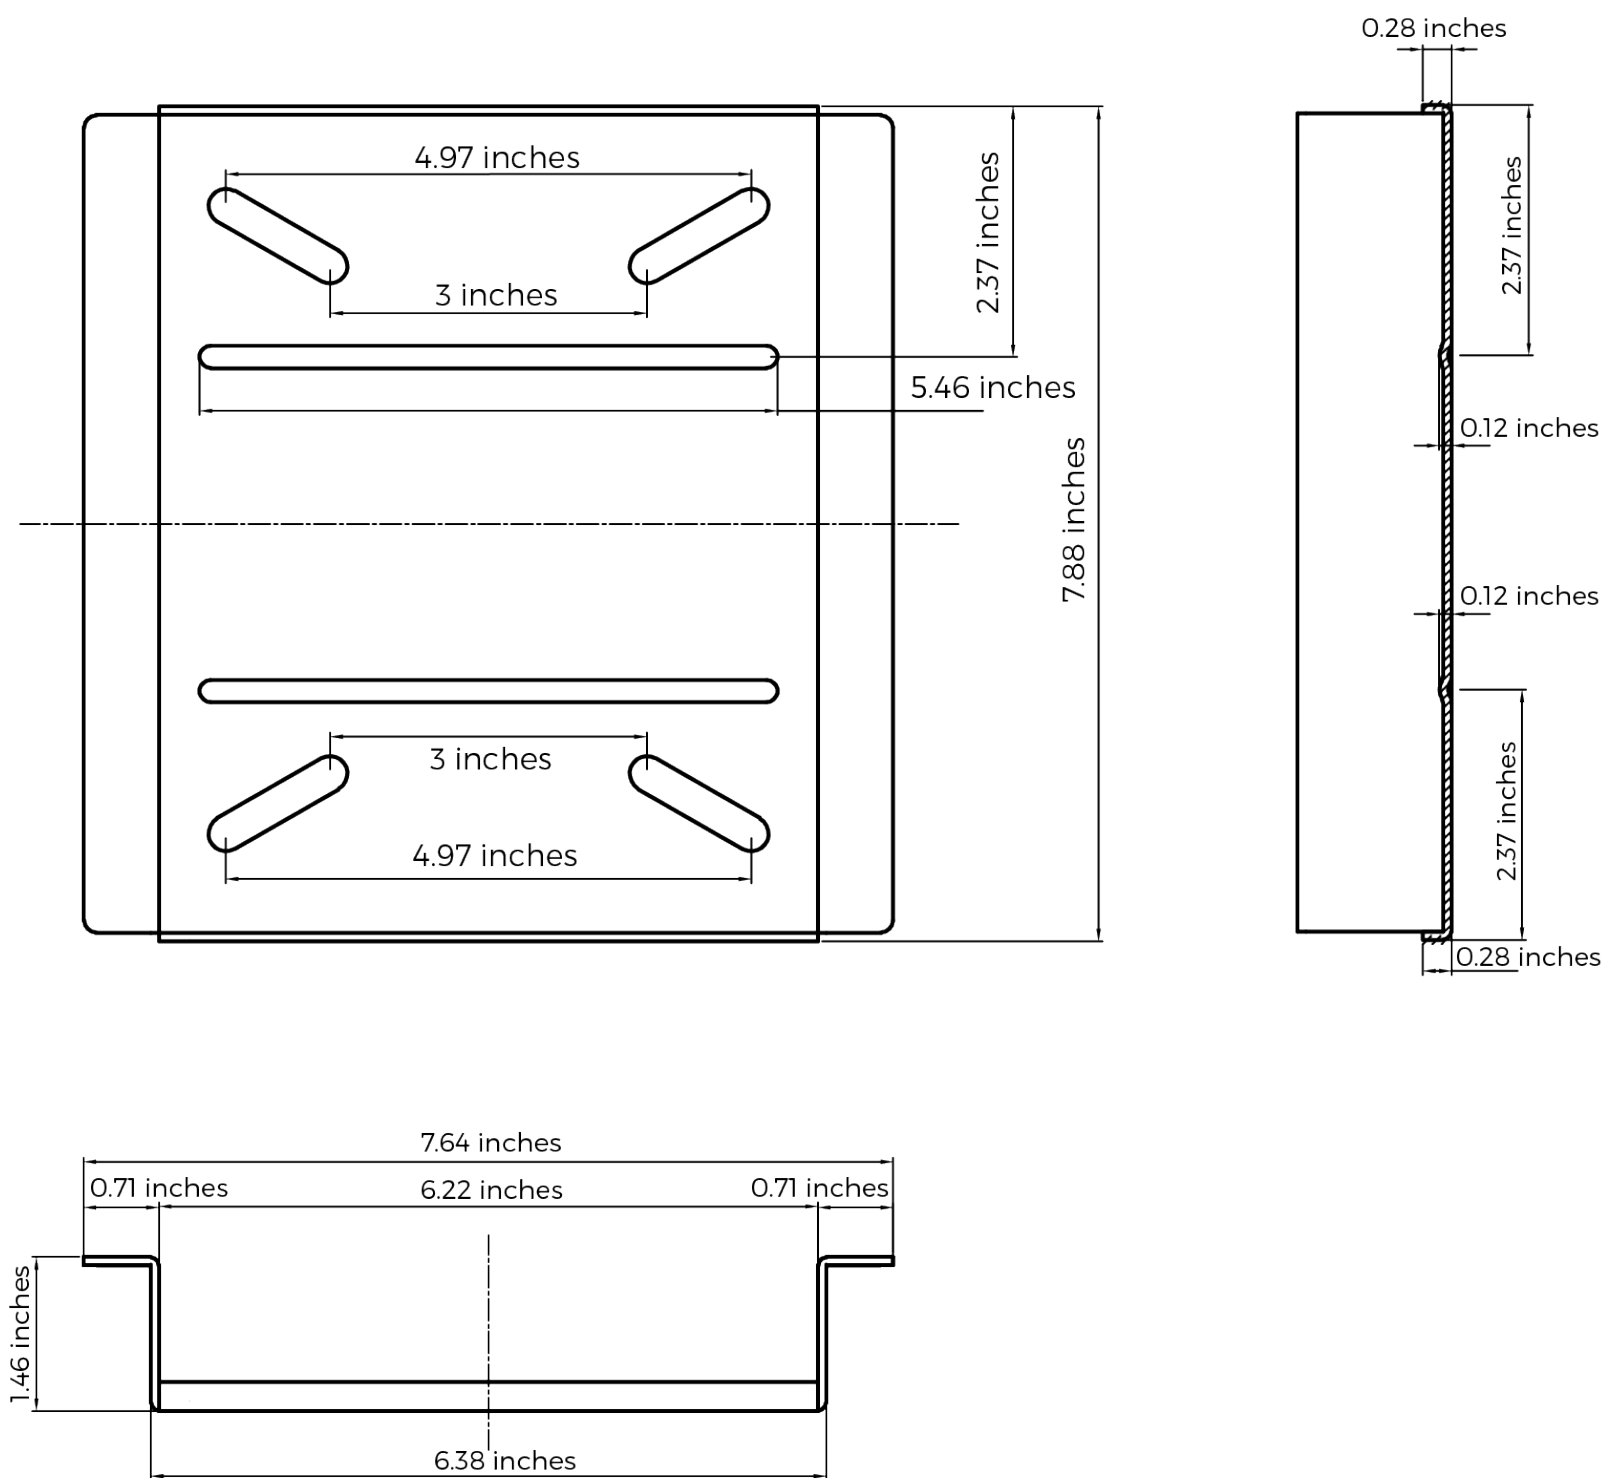 0.28 inches
4.97 inches
2.37 inches
2.37 inches
3 inches
5.46 inches
0.12 inches
7.88 inches
0.12 inches
3 inches
2.37 inches
4.97 inches
0.28 inches
7.64 inches
0.71 inches
6.22 inches
0.71 inches
1.46 inches
6.38 inches